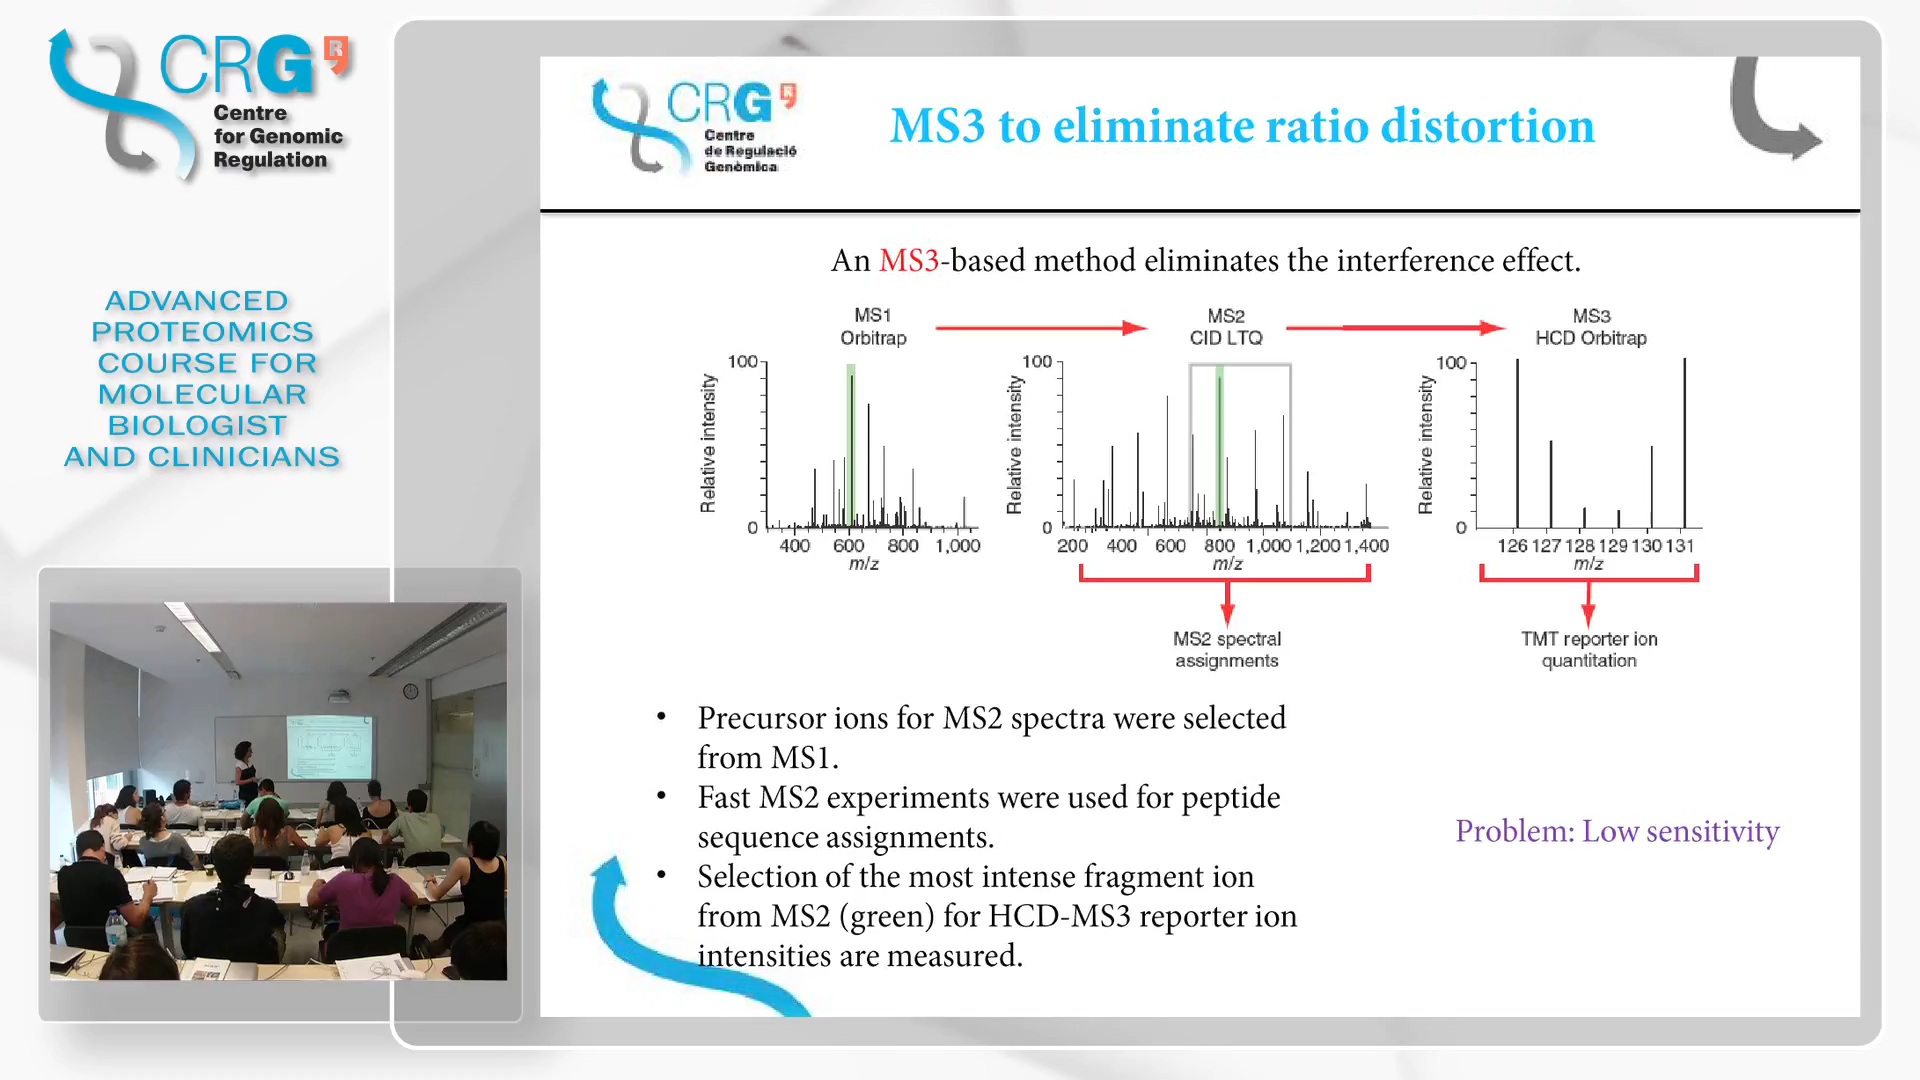 CRG
R
Centre
for Genomic
Regulation
ADVANCED
PROTEOMICS
COURSE FOR
MOLECULAR
BIOLOGIST
AND CLINICIANS
CRG
Centre
de Regulació
Genòmica
MS3 to eliminate ratio distortion
An MS3-based method eliminates the interference effect.
MS1
Orbitrap
MS2
CID LTQ
MS3
HCD Orbitrap
Relative intensity
100
0
400 600 800 1,000
m/z
Relative intensity
100
0
200 400 600 800 1,000 1,200 1,400
m/z
Relative intensity
100
0
126 127 128 129 130 131
m/z
MS2 spectral
assignments
TMT reporter ion
quantitation
• Precursor ions for MS2 spectra were selected
from MS1.
• Fast MS2 experiments were used for peptide
sequence assignments.
• Selection of the most intense fragment ion
from MS2 (green) for HCD-MS3 reporter ion
intensities are measured.
Problem: Low sensitivity